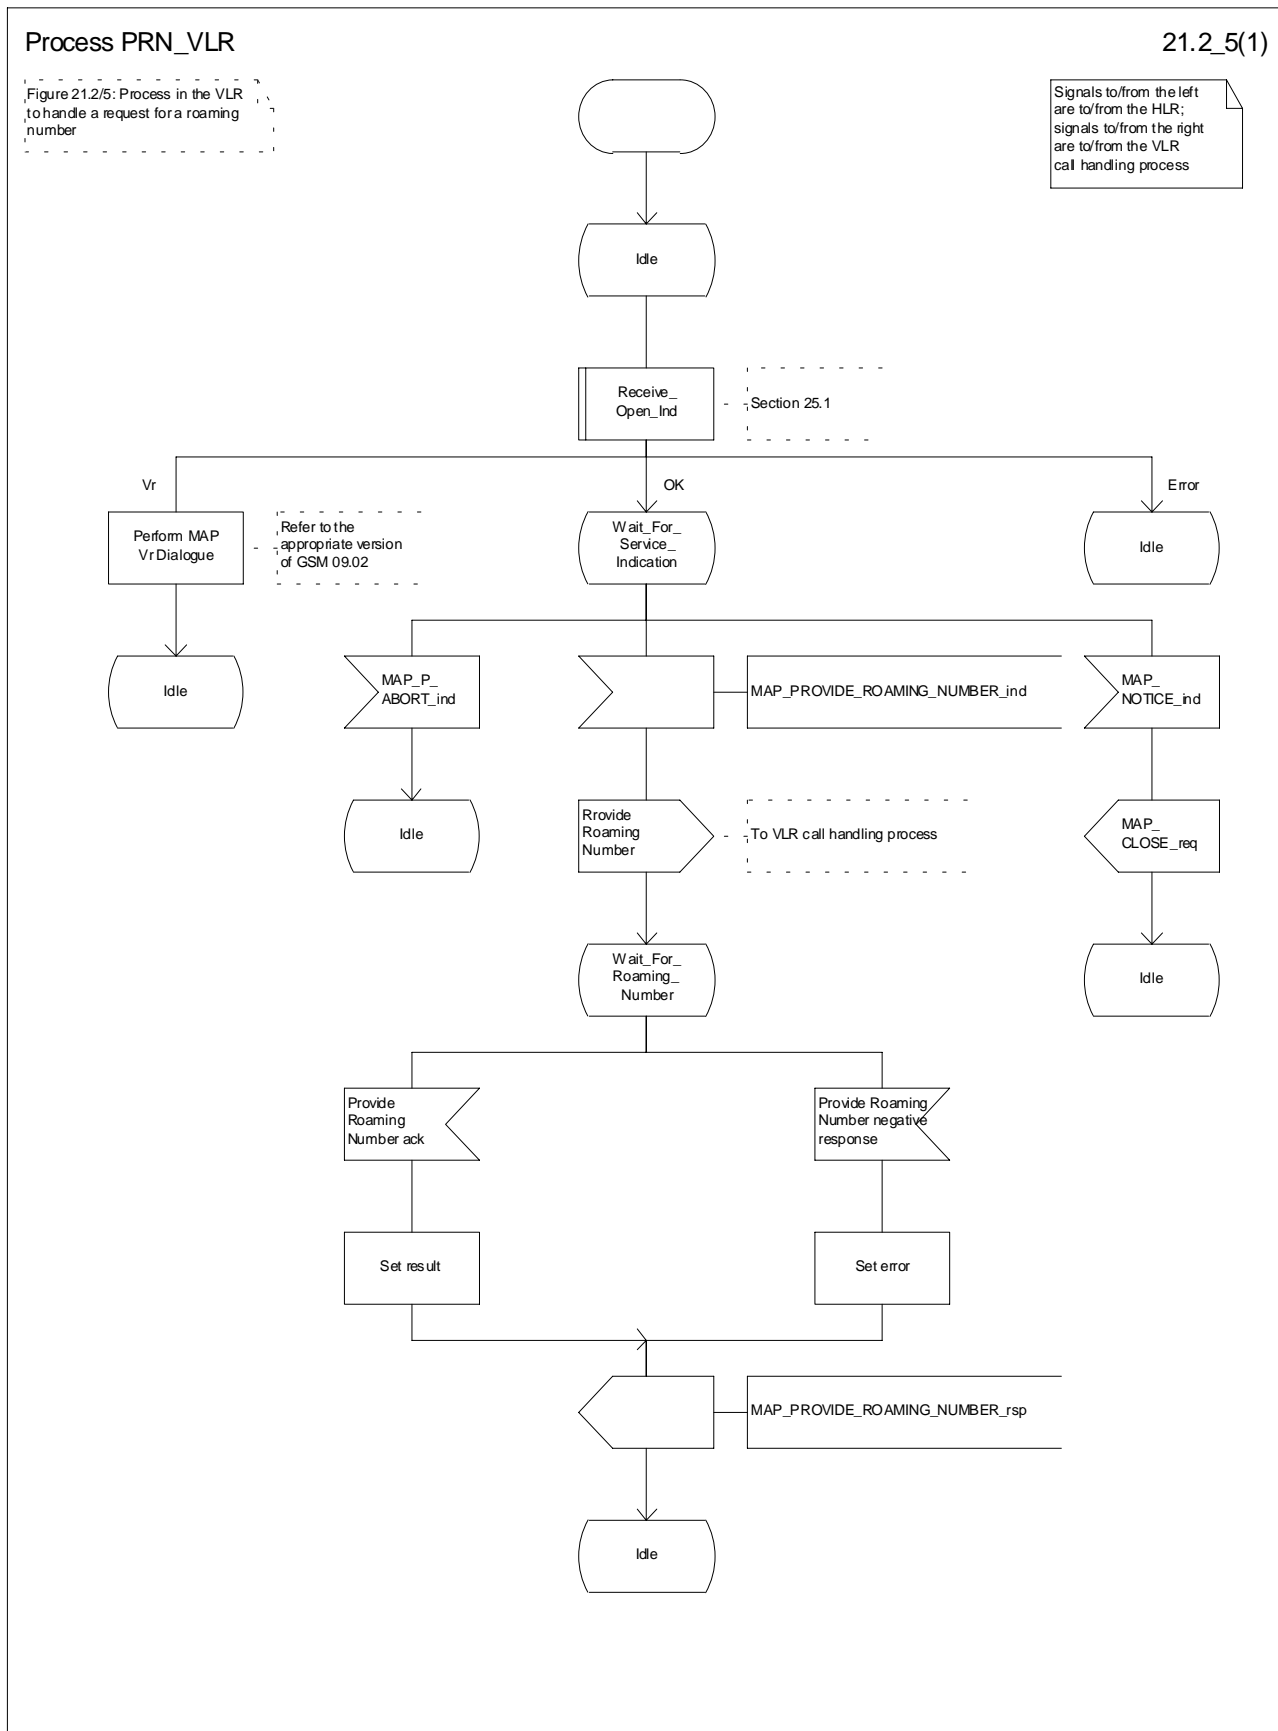 Process PRN_VLR
21.2_5(1)
Figure 21.2/5: Process in the VLR
to handle a request for a roaming
number
Signals to/from the left
are to/from the HLR;
signals to/from the right
are to/from the VLR
call handling process
Idle
Receive_
Open_Ind
Section 25.1
Vr
OK
Error
Perform MAP
Vr Dialogue
Refer to the
appropriate version
of GSM 09.02
Wait_For_
Service_
Indication
Idle
Idle
MAP_P_
ABORT_ind
MAP_PROVIDE_ROAMING_NUMBER_ind
MAP_
NOTICE_ind
Idle
Rrovide
Roaming
Number
To VLR call handling process
MAP_
CLOSE_req
Wait_For_
Roaming_
Number
Idle
Provide
Roaming
Number ack
Provide Roaming
Number negative
response
Set result
Set error
MAP_PROVIDE_ROAMING_NUMBER_rsp
Idle